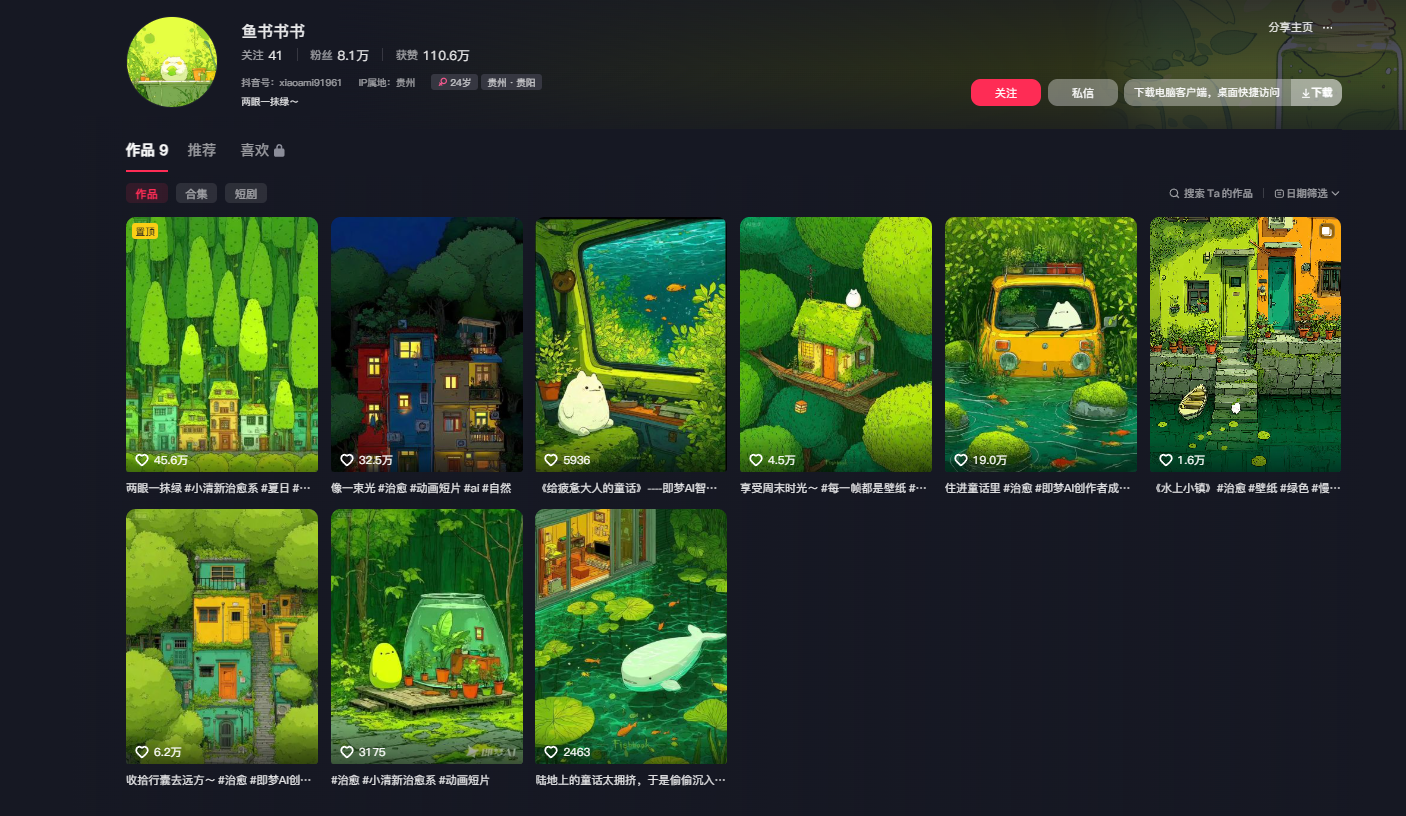 鱼书书书
分享主页 ···
关注 41 粉丝 8.1万 获赞 110.6万
抖音号：xiaoami91961 IP属地：贵州 24岁 贵州·贵阳
两眼一抹绿～
关注 私信 下载电脑客户端，桌面快捷访问 下载
作品 9 推荐 喜欢
作品 合集 短剧
搜索 Ta 的作品 日期筛选
置顶
45.6万 32.5万 5936 4.5万 19.0万 1.6万
两眼一抹绿 #小清新治愈系 #夏日 #···
像一束光 #治愈 #动画短片 #ai #自然
《给疲惫大人的童话》----即梦AI智···
享受周末时光～ #每一帧都是壁纸 #···
住进童话里 #治愈 #即梦AI创作者成···
《水上小镇》 #治愈 #壁纸 #绿色 #慢···
即梦AI
6.2万 3175 2463
收拾行囊去远方～ #治愈 #即梦AI创···
#治愈 #小清新治愈系 #动画短片
陆地上的童话太拥挤，于是偷偷沉入···